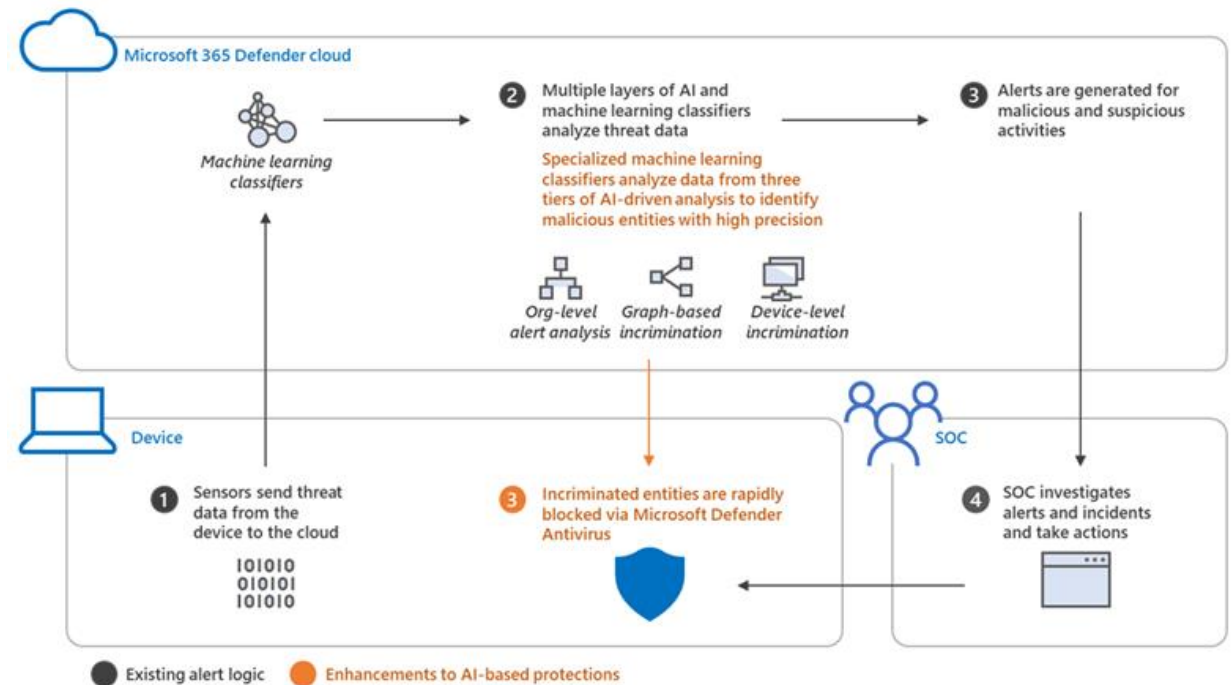 Microsoft 365 Defender cloud
Machine learning
classifiers
2
Multiple layers of AI and
machine learning classifiers
analyze threat data
Specialized machine learning
classifiers analyze data from three
tiers of AI-driven analysis to identify
malicious entities with high precision
Org-level
alert analysis
Graph-based
incrimination
Device-level
incrimination
3
Alerts are generated for
malicious and suspicious
activities
Device
1
Sensors send threat
data from the
device to the cloud
101010
010101
101010
3
Incriminated entities are rapidly
blocked via Microsoft Defender
Antivirus
SOC
4
SOC investigates
alerts and incidents
and take actions
Existing alert logic
Enhancements to AI-based protections